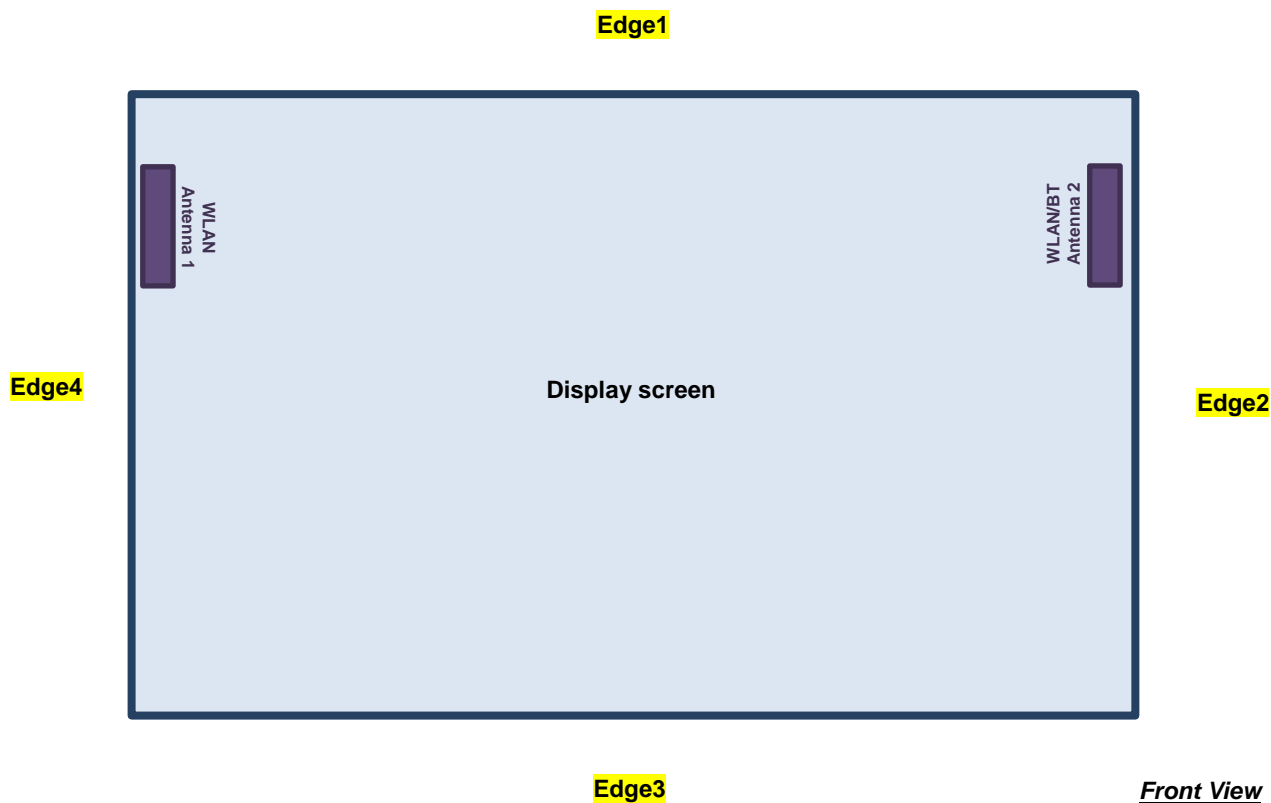 Edge1
WLAN
Antenna 1
WLAN/BT
Antenna 2
Edge4
Display screen
Edge2
Edge3
Front View